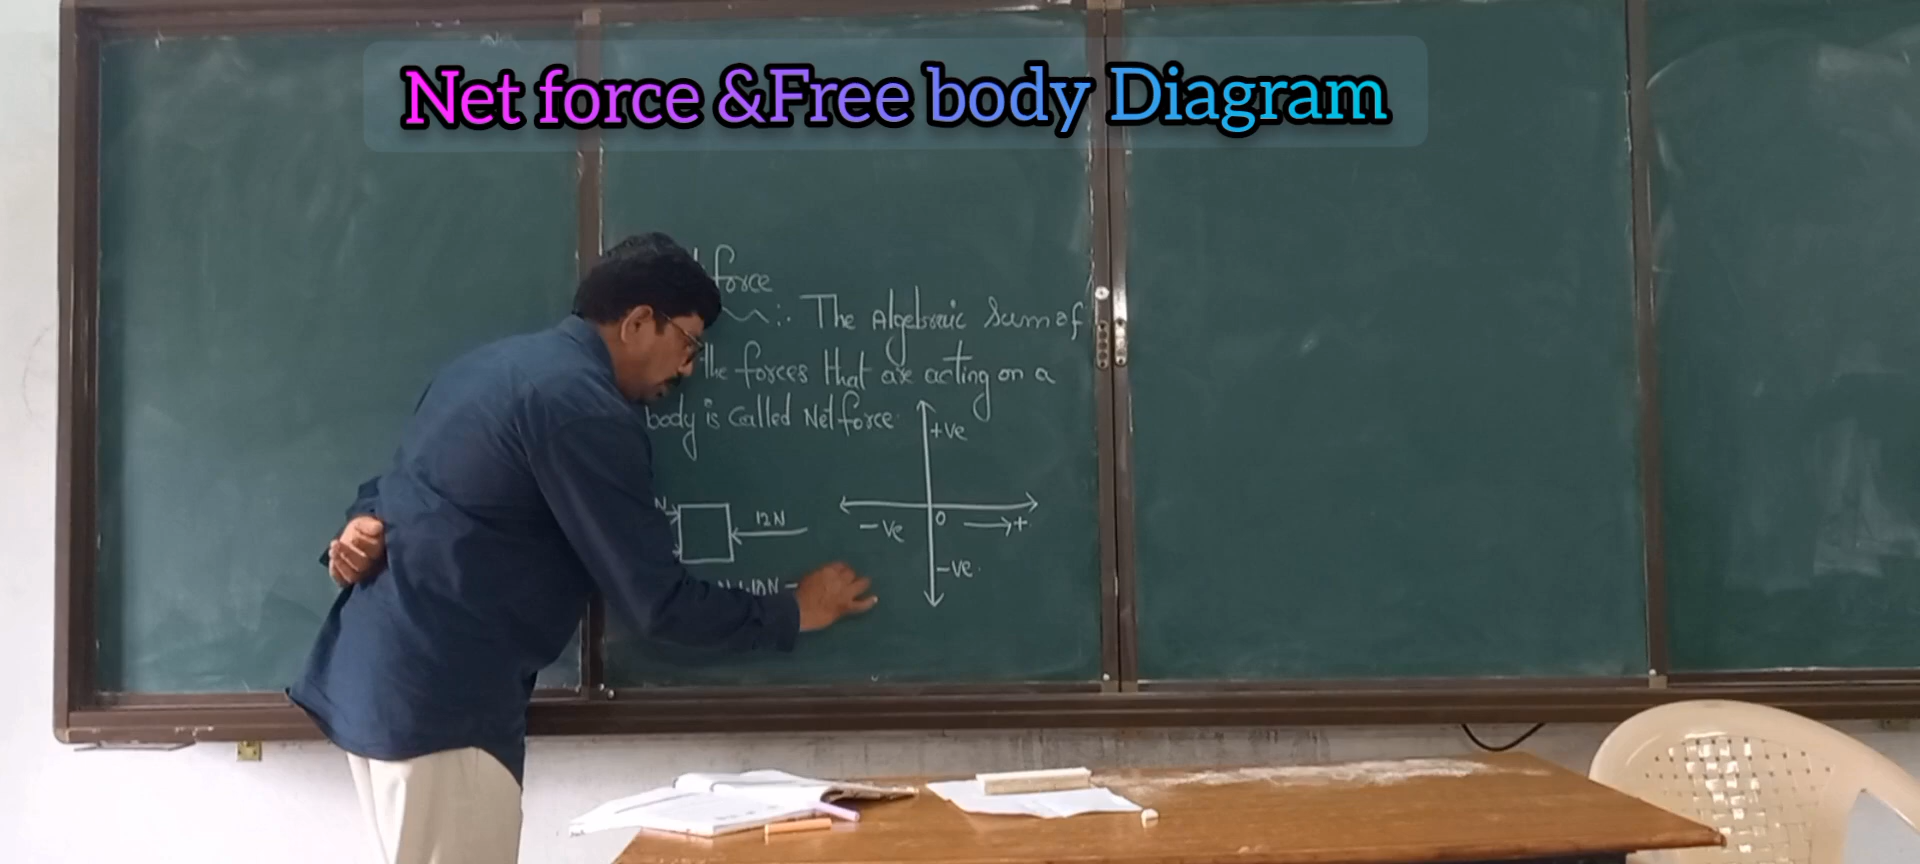 Net force &Free body Diagram
force
:. The Algebraic Sum of
the forces that are acting on a
body is Called Net force.
+ve
N
12N
-ve
0
+
-ve.